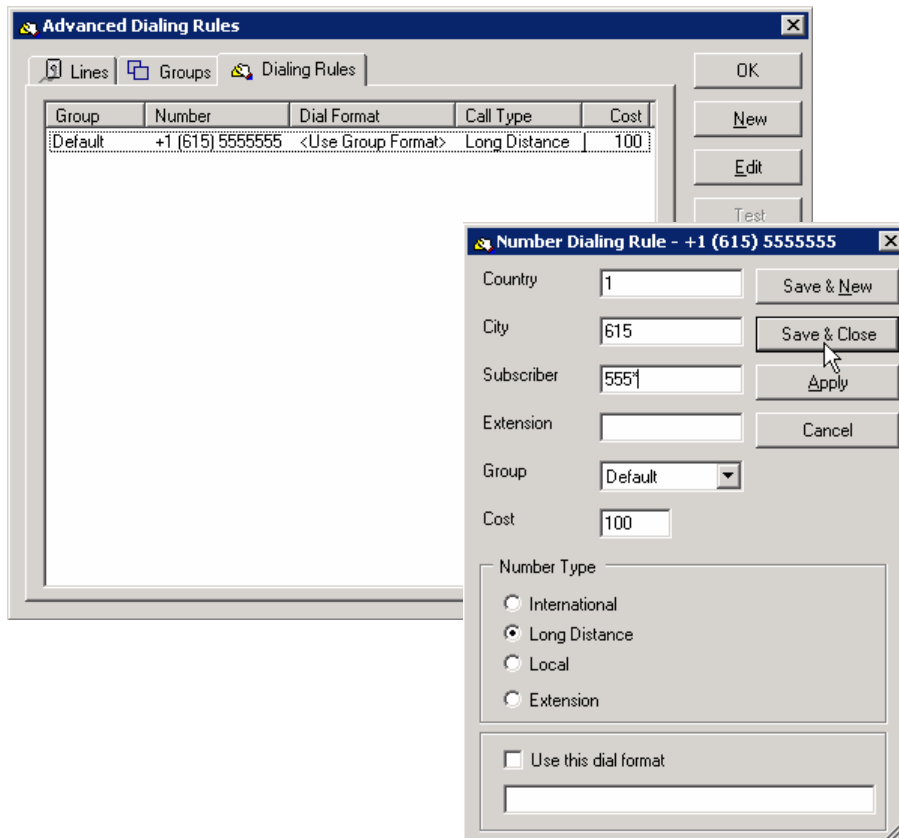 Advanced Dialing Rules
Lines Groups Dialing Rules
OK
New
Edit
Test
Group Number Dial Format Call Type Cost
Default +1 (615) 5555555 <Use Group Format> Long Distance 100
Number Dialing Rule - +1 (615) 5555555
Country 1 Save & New
City 615 Save & Close
Subscriber 555* Apply
Extension Cancel
Group Default
Cost 100
Number Type
International
Long Distance
Local
Extension
Use this dial format